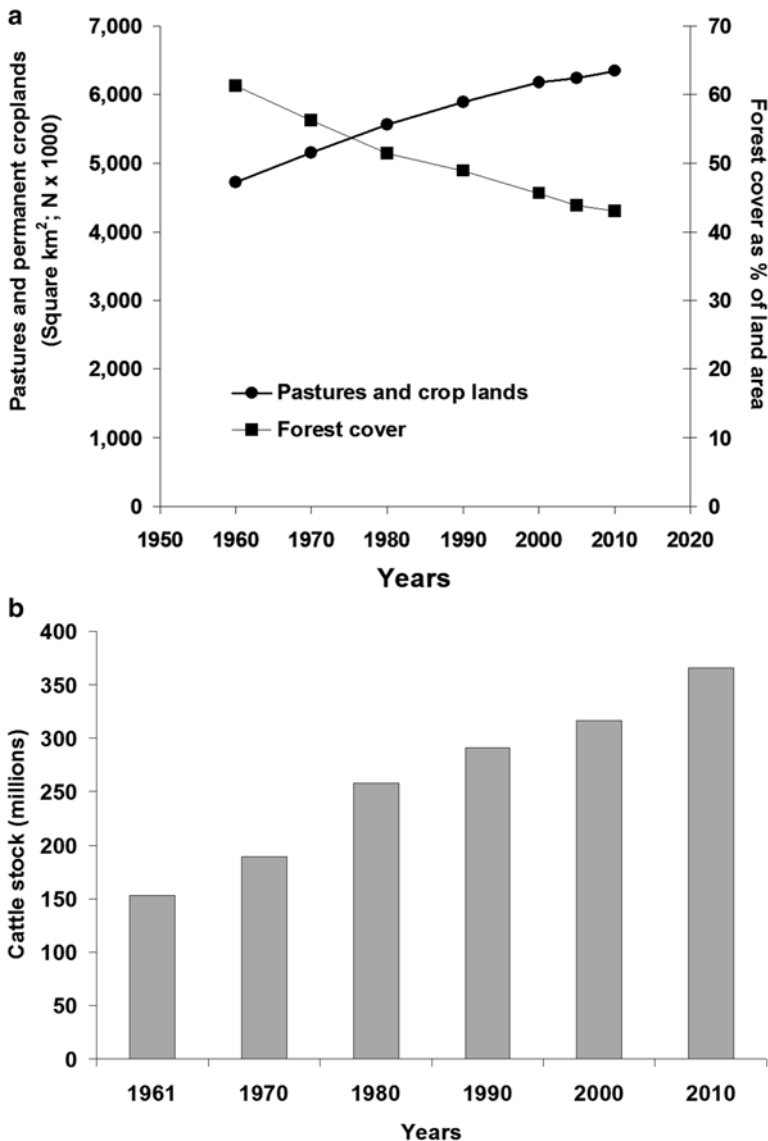 a
Pastures and permanent croplands
(Square km²; N x 1000)
7,000
6,000
5,000
4,000
3,000
2,000
1,000
0
70
60
50
40
30
20
10
0
Forest cover as % of land area
Pastures and crop lands
Forest cover
1950 1960 1970 1980 1990 2000 2010 2020
Years
b
Cattle stock (millions)
400
350
300
250
200
150
100
50
0
1961 1970 1980 1990 2000 2010
Years